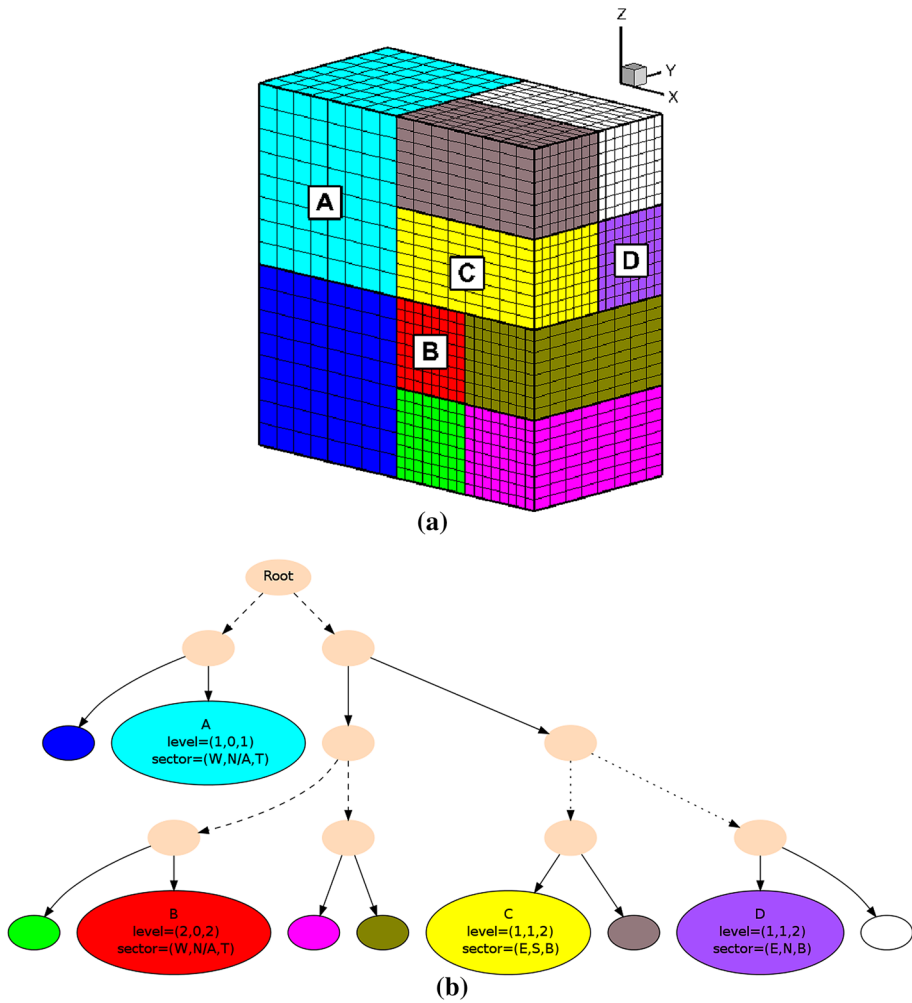 Z
Y
X
A
C
D
B
(a)
Root
A
level=(1,0,1)
sector=(W,N/A,T)
B
level=(2,0,2)
sector=(W,N/A,T)
C
level=(1,1,2)
sector=(E,S,B)
D
level=(1,1,2)
sector=(E,N,B)
(b)